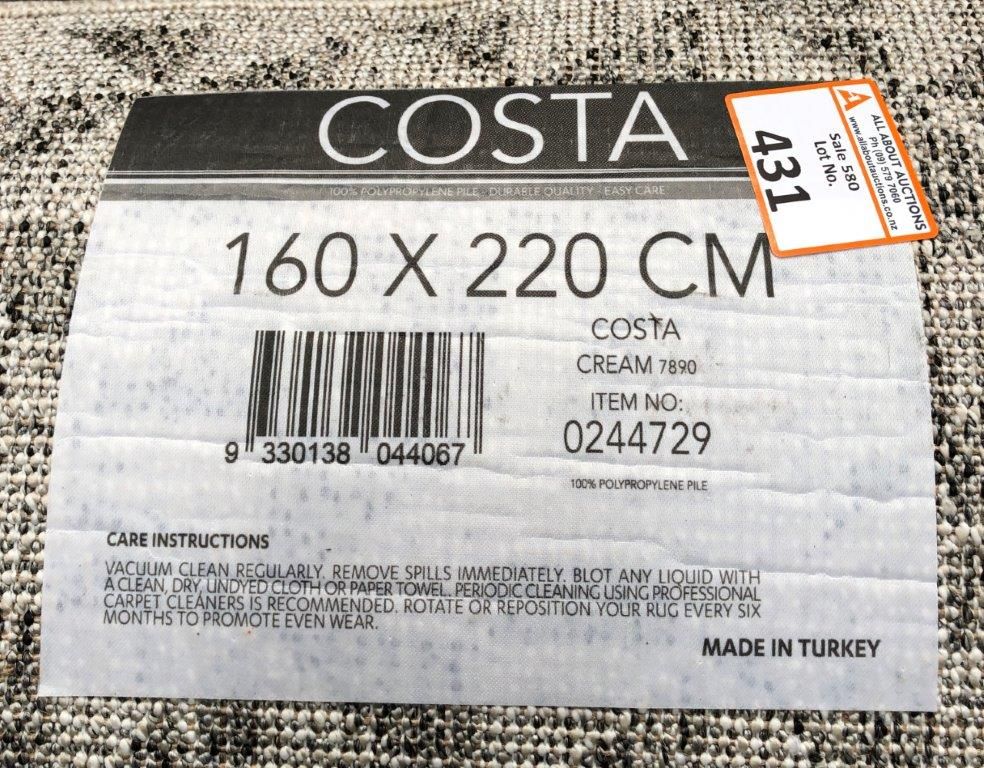 COSTA
100% POLYPROPYLENE PILE - DURABLE QUALITY - EASY CARE
160 X 220 CM
COSTA
CREAM 7890
ITEM NO:
0244729
100% POLYPROPYLENE PILE
9 330138 044067
CARE INSTRUCTIONS
VACUUM CLEAN REGULARLY. REMOVE SPILLS IMMEDIATELY. BLOT ANY LIQUID WITH
A CLEAN, DRY, UNDYED CLOTH OR PAPER TOWEL. PERIODIC CLEANING USING PROFESSIONAL
CARPET CLEANERS IS RECOMMENDED. ROTATE OR REPOSITION YOUR RUG EVERY SIX
MONTHS TO PROMOTE EVEN WEAR.
MADE IN TURKEY
A
ALL ABOUT AUCTIONS
Ph (09) 579 7060
www.allaboutauctions.co.nz
Sale 580
Lot No.
431